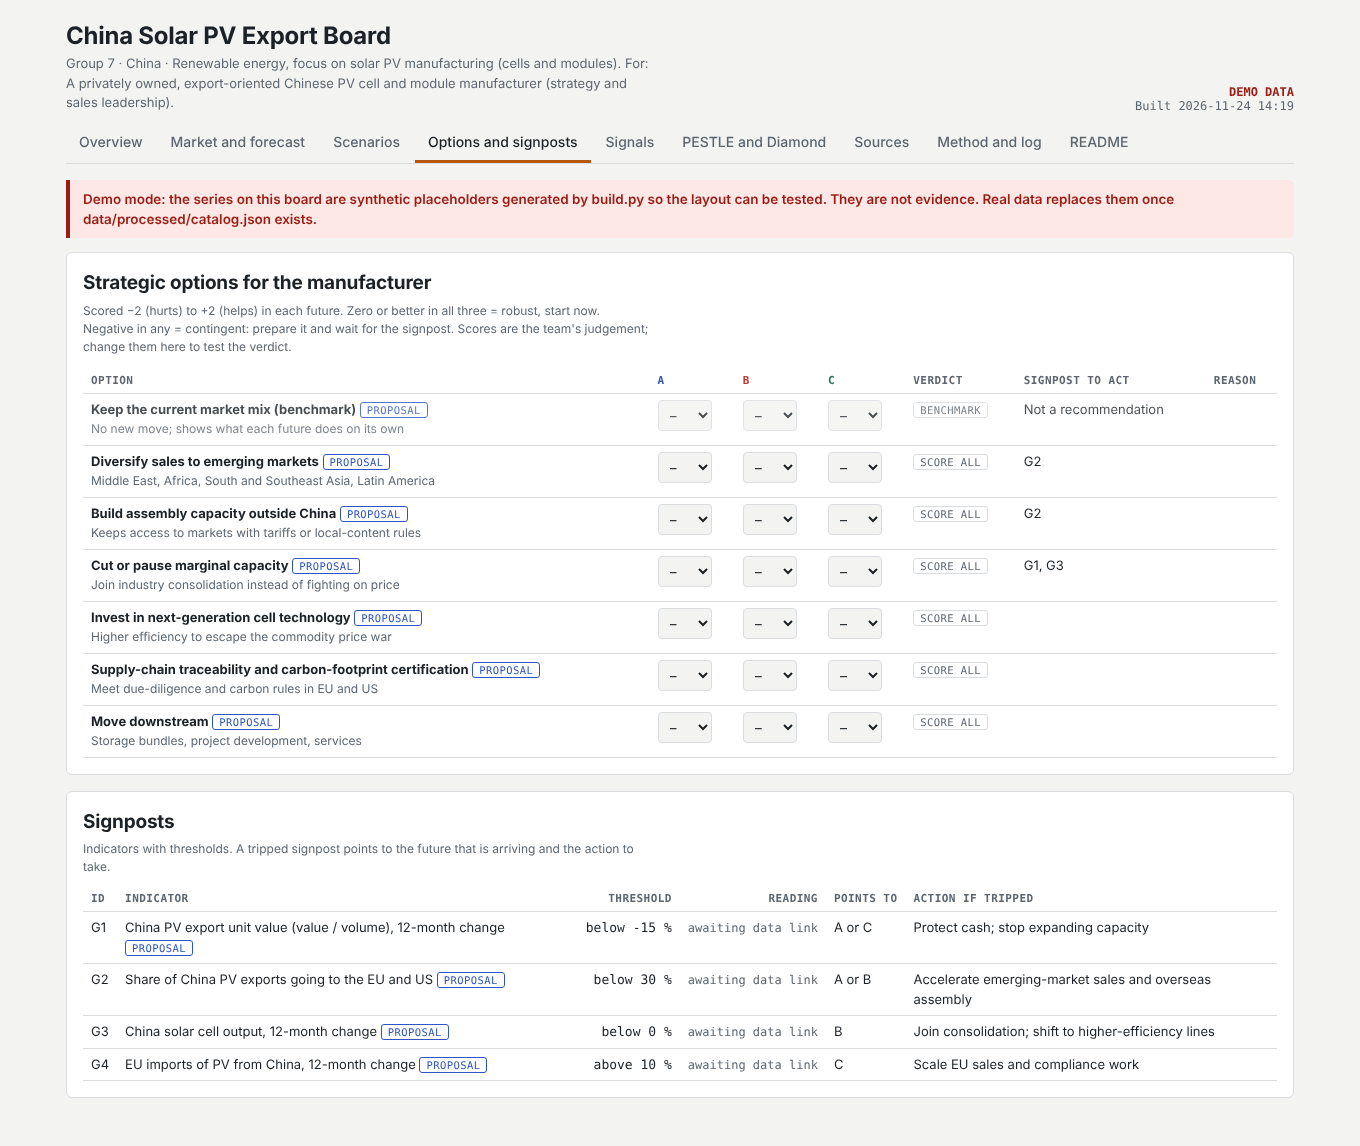 China Solar PV Export Board
Group 7 · China · Renewable energy, focus on solar PV manufacturing (cells and modules). For:
A privately owned, export-oriented Chinese PV cell and module manufacturer (strategy and
sales leadership).
DEMO DATA
Built 2026-11-24 14:19
Overview Market and forecast Scenarios Options and signposts Signals PESTLE and Diamond Sources Method and log README
Demo mode: the series on this board are synthetic placeholders generated by build.py so the layout can be tested. They are not evidence. Real data replaces them once
data/processed/catalog.json exists.
Strategic options for the manufacturer
Scored −2 (hurts) to +2 (helps) in each future. Zero or better in all three = robust, start now.
Negative in any = contingent: prepare it and wait for the signpost. Scores are the team's judgement;
change them here to test the verdict.
OPTION A B C VERDICT SIGNPOST TO ACT REASON
Keep the current market mix (benchmark) PROPOSAL – – – BENCHMARK Not a recommendation
No new move; shows what each future does on its own
Diversify sales to emerging markets PROPOSAL – – – SCORE ALL G2
Middle East, Africa, South and Southeast Asia, Latin America
Build assembly capacity outside China PROPOSAL – – – SCORE ALL G2
Keeps access to markets with tariffs or local-content rules
Cut or pause marginal capacity PROPOSAL – – – SCORE ALL G1, G3
Join industry consolidation instead of fighting on price
Invest in next-generation cell technology PROPOSAL – – – SCORE ALL
Higher efficiency to escape the commodity price war
Supply-chain traceability and carbon-footprint certification PROPOSAL – – – SCORE ALL
Meet due-diligence and carbon rules in EU and US
Move downstream PROPOSAL – – – SCORE ALL
Storage bundles, project development, services
Signposts
Indicators with thresholds. A tripped signpost points to the future that is arriving and the action to
take.
ID INDICATOR THRESHOLD READING POINTS TO ACTION IF TRIPPED
G1 China PV export unit value (value / volume), 12-month change below -15 % awaiting data link A or C Protect cash; stop expanding capacity
PROPOSAL
G2 Share of China PV exports going to the EU and US PROPOSAL below 30 % awaiting data link A or B Accelerate emerging-market sales and overseas
assembly
G3 China solar cell output, 12-month change PROPOSAL below 0 % awaiting data link B Join consolidation; shift to higher-efficiency lines
G4 EU imports of PV from China, 12-month change PROPOSAL above 10 % awaiting data link C Scale EU sales and compliance work